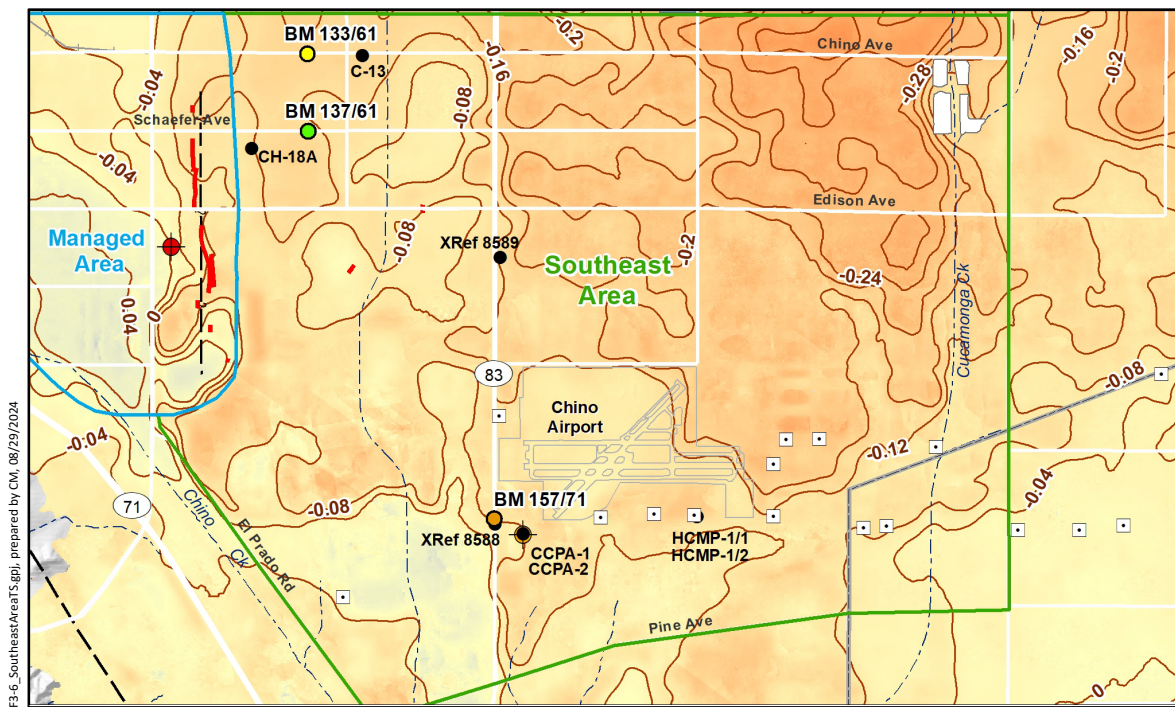 BM 133/61
C-13
-0.04
-0.16
-0.2
Chino Ave
-0.28
-0.16
-0.2
Schaefer Ave
BM 137/61
-0.08
CH-18A
-0.04
Edison Ave
Managed
Area
-0.08
XRef 8589
-0.2
Southeast
Area
-0.24
0.04
0
Cucamonga Ck
83
Chino
Airport
-0.08
-0.04
-0.12
-0.04
71
Chino
Ck
-0.08
El Prado Rd
BM 157/71
XRef 8588
CCPA-1
CCPA-2
HCMP-1/1
HCMP-1/2
Pine Ave
0
F3-6_SoutheastAreaTS.gpj, prepared by CM, 08/29/2024